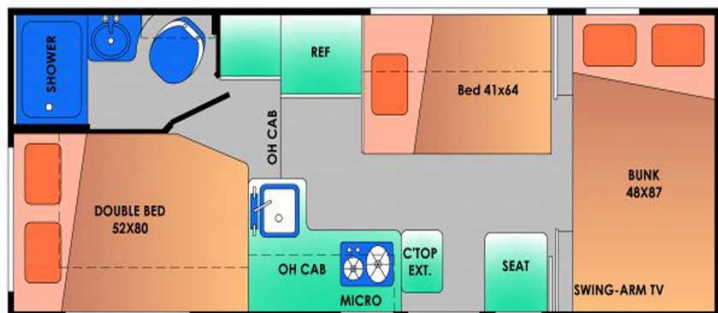 SHOWER
REF
OH CAB
Bed 41x64
BUNK
48X87
DOUBLE BED
52X80
OH CAB
MICRO
C'TOP
EXT.
SEAT
SWING-ARM TV